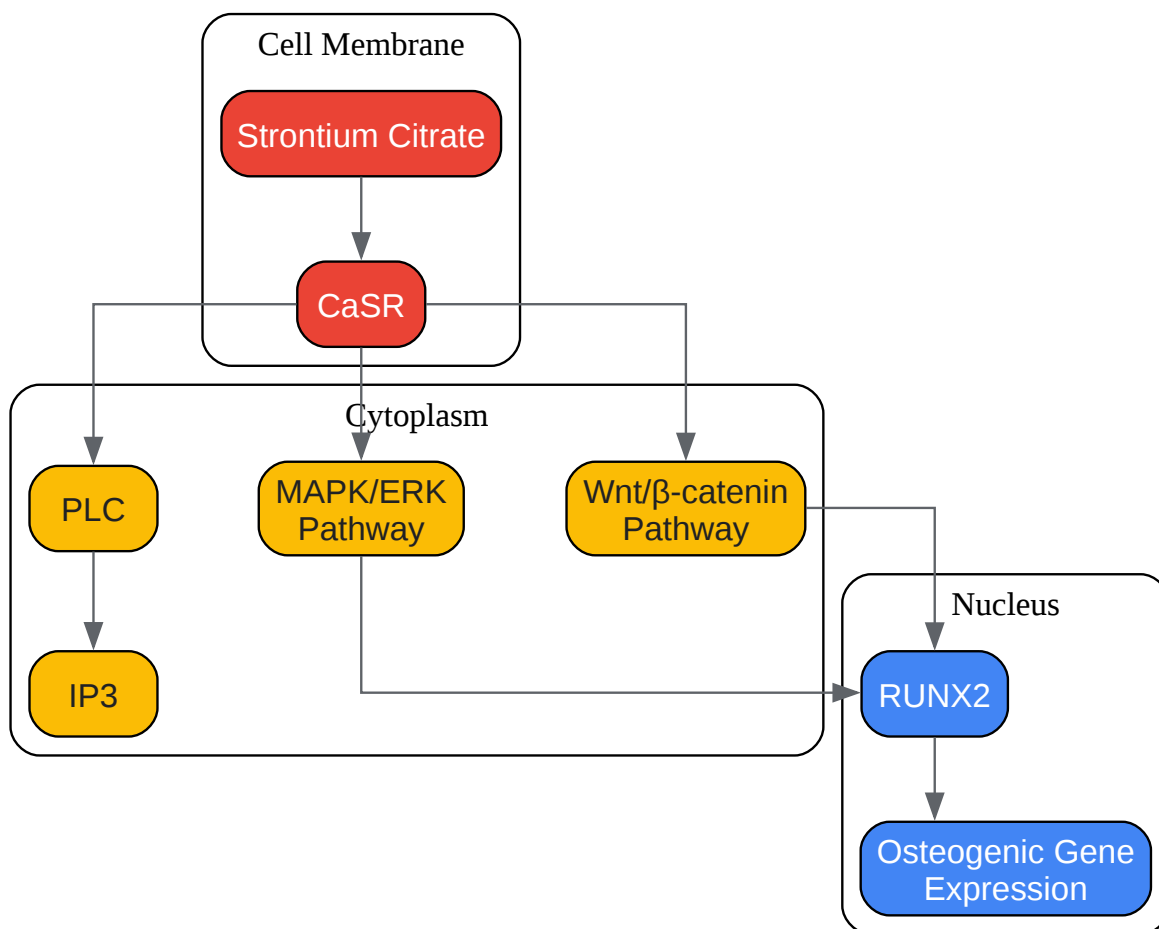 Cell Membrane
Strontium Citrate
CaSR
Cytoplasm
PLC
MAPK/ERK
Pathway
Wnt/β-catenin
Pathway
Nucleus
IP3
RUNX2
Osteogenic Gene
Expression